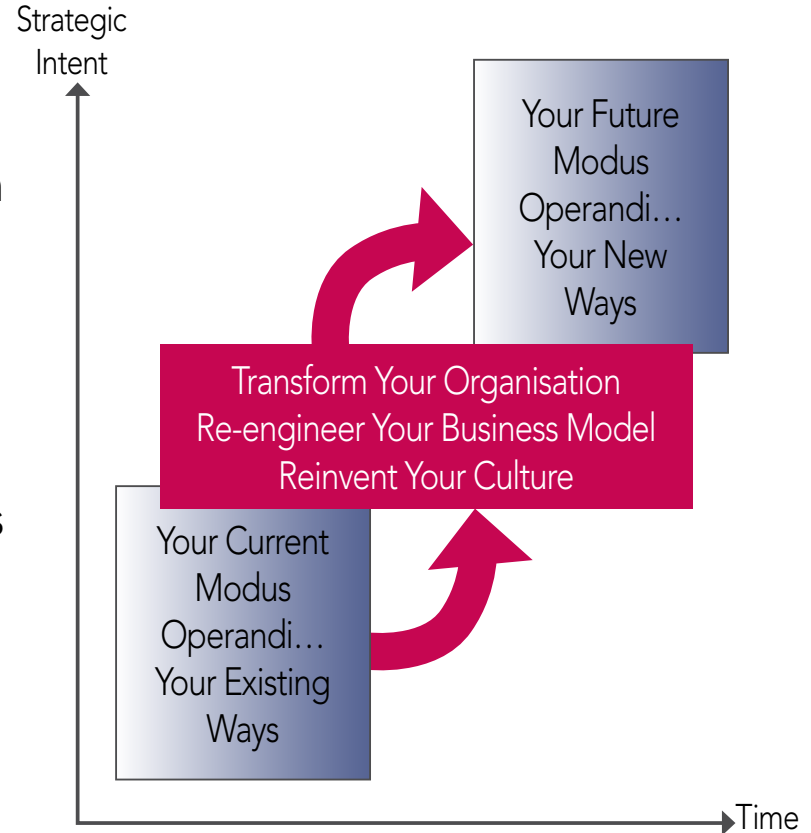 Strategic
Intent
Your Future
Modus
Operandi…
Your New
Ways
Transform Your Organisation
Re-engineer Your Business Model
Reinvent Your Culture
Your Current
Modus
Operandi…
Your Existing
Ways
Time